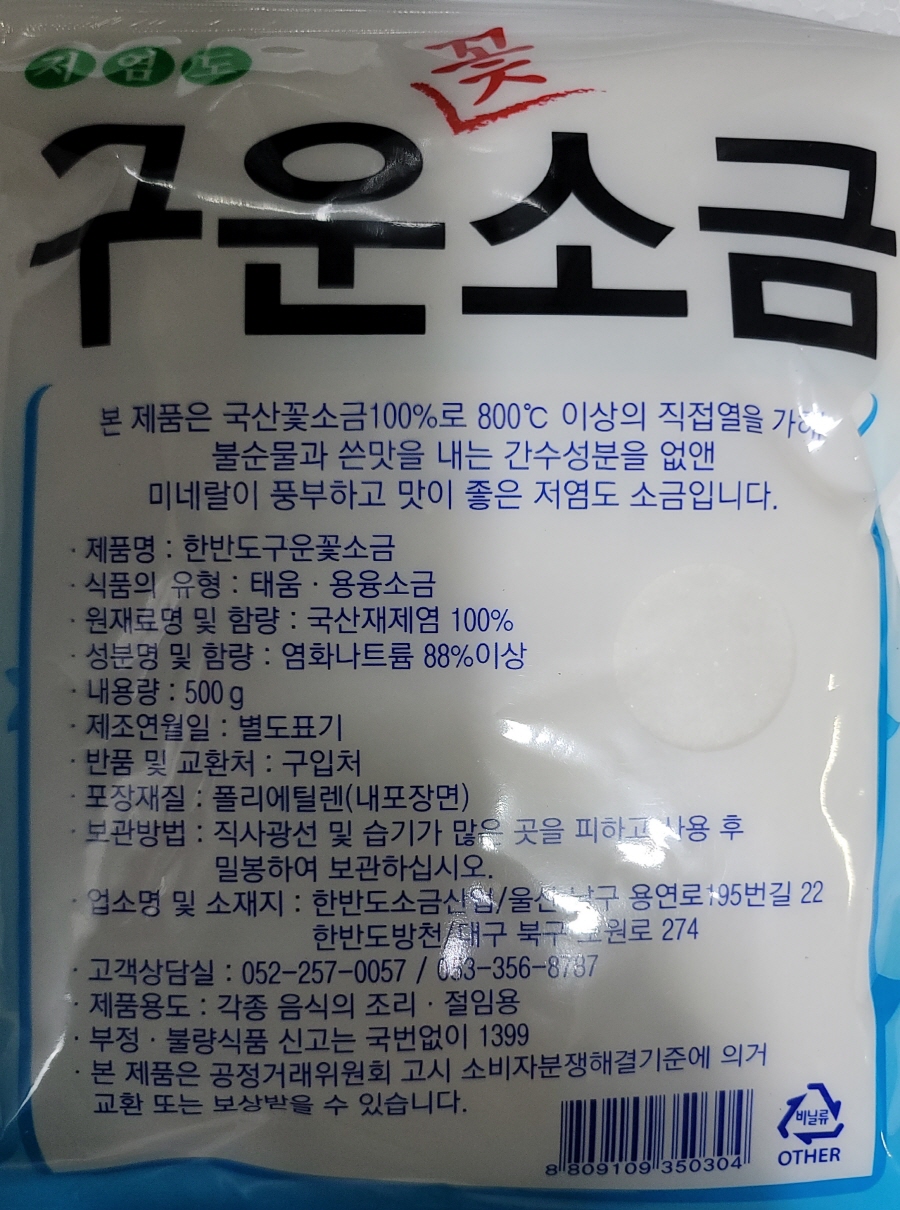 저염도
꽃
구운소금
본 제품은 국산꽃소금100%로 800℃ 이상의 직접열을
불순물과 쓴맛을 내는 간수성분을 없앤
미네랄이 풍부하고 맛이 좋은 저염도 소금입니다.
· 제품명 : 한반도구운꽃소금
· 식품의 유형 : 태움 · 용융소금
· 원재료명 및 함량 : 국산재제염 100%
· 성분명 및 함량 : 염화나트륨 88%이상
· 내용량 : 500g
· 제조연월일 : 별도표기
· 반품 및 교환처 : 구입처
· 포장재질 : 폴리에틸렌(내포장면)
· 보관방법 : 직사광선 및 습기가 많은 곳을 피하고 사용 후
밀봉하여 보관하십시오.
· 업소명 및 소재지 : 한반도소금산업/울산 남구 용연로195번길 22
한반도방천/대구 북구 274
· 고객상담실 : 052-257-0057 /
· 제품용도 : 각종 음식의 조리 · 절임용
· 부정 · 불량식품 신고는 국번없이 1399
· 본 제품은 공정거래위원회 고시 소비자분쟁해결기준에 의거
교환 또는 보상받을 수 있습니다.
8 809109 350304
비닐류
OTHER